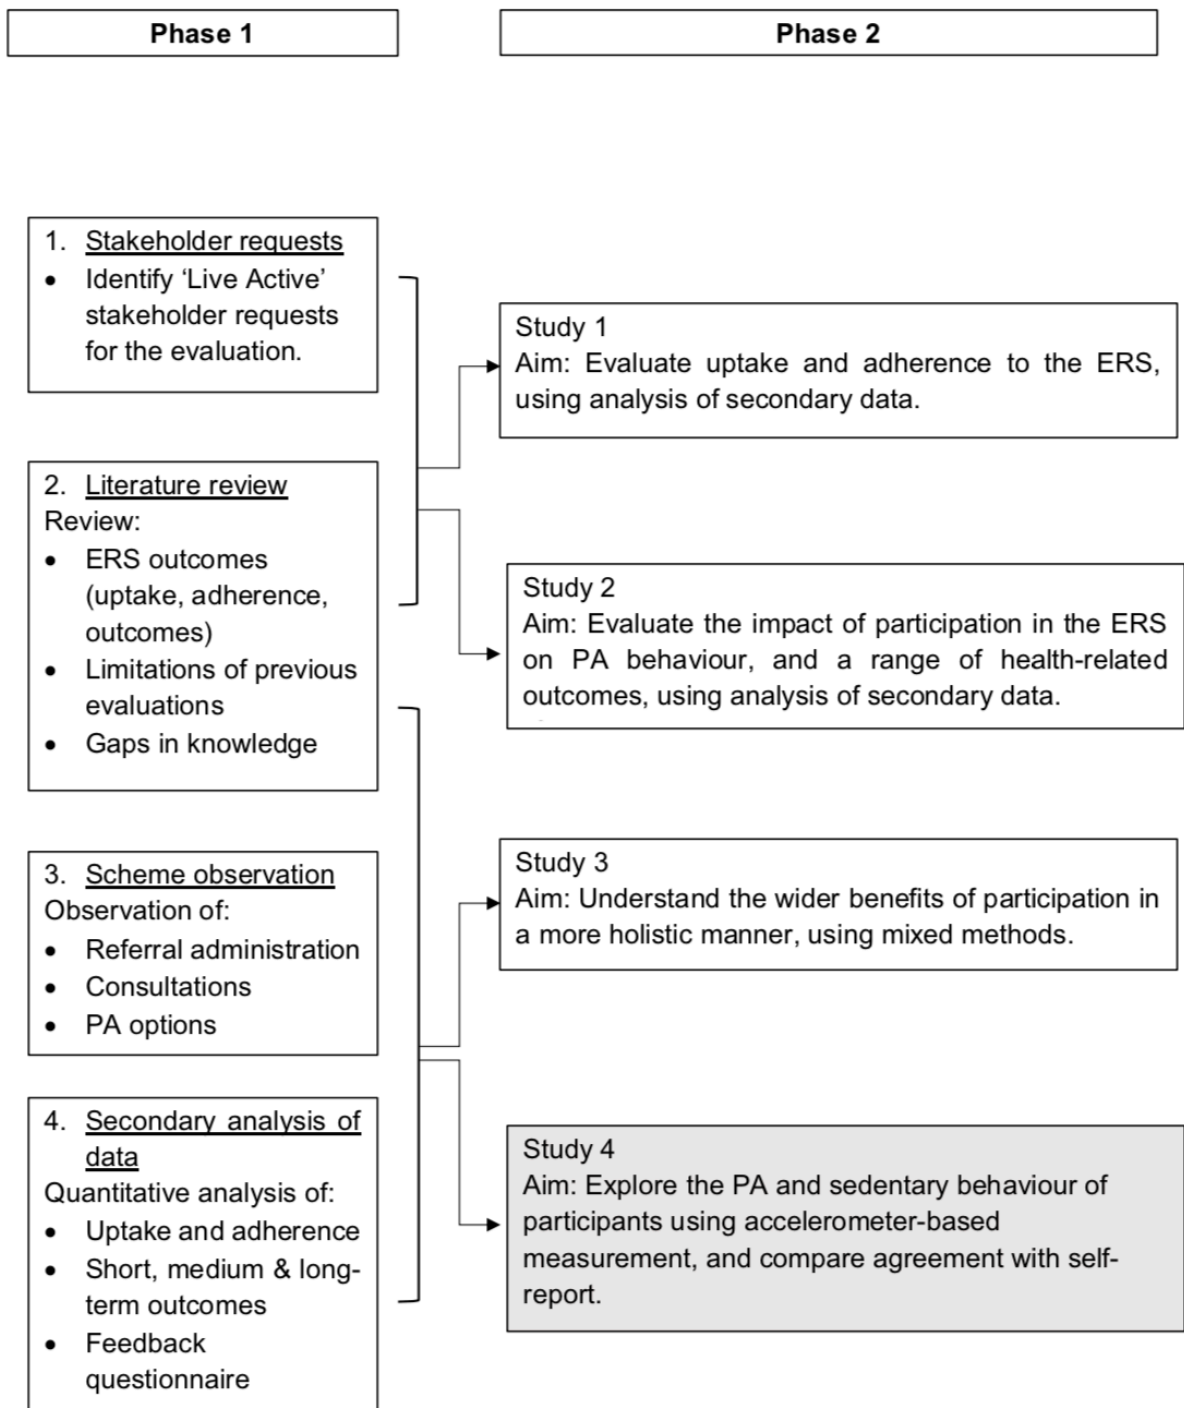 Phase 1
Phase 2
1. Stakeholder requests
• Identify ‘Live Active’
stakeholder requests
for the evaluation.
2. Literature review
Review:
• ERS outcomes
(uptake, adherence,
outcomes)
• Limitations of previous
evaluations
• Gaps in knowledge
3. Scheme observation
Observation of:
• Referral administration
• Consultations
• PA options
4. Secondary analysis of
data
Quantitative analysis of:
• Uptake and adherence
• Short, medium & long-
term outcomes
• Feedback
questionnaire
Study 1
Aim: Evaluate uptake and adherence to the ERS,
using analysis of secondary data.
Study 2
Aim: Evaluate the impact of participation in the ERS
on PA behaviour, and a range of health-related
outcomes, using analysis of secondary data.
Study 3
Aim: Understand the wider benefits of participation in
a more holistic manner, using mixed methods.
Study 4
Aim: Explore the PA and sedentary behaviour of
participants using accelerometer-based
measurement, and compare agreement with self-
report.